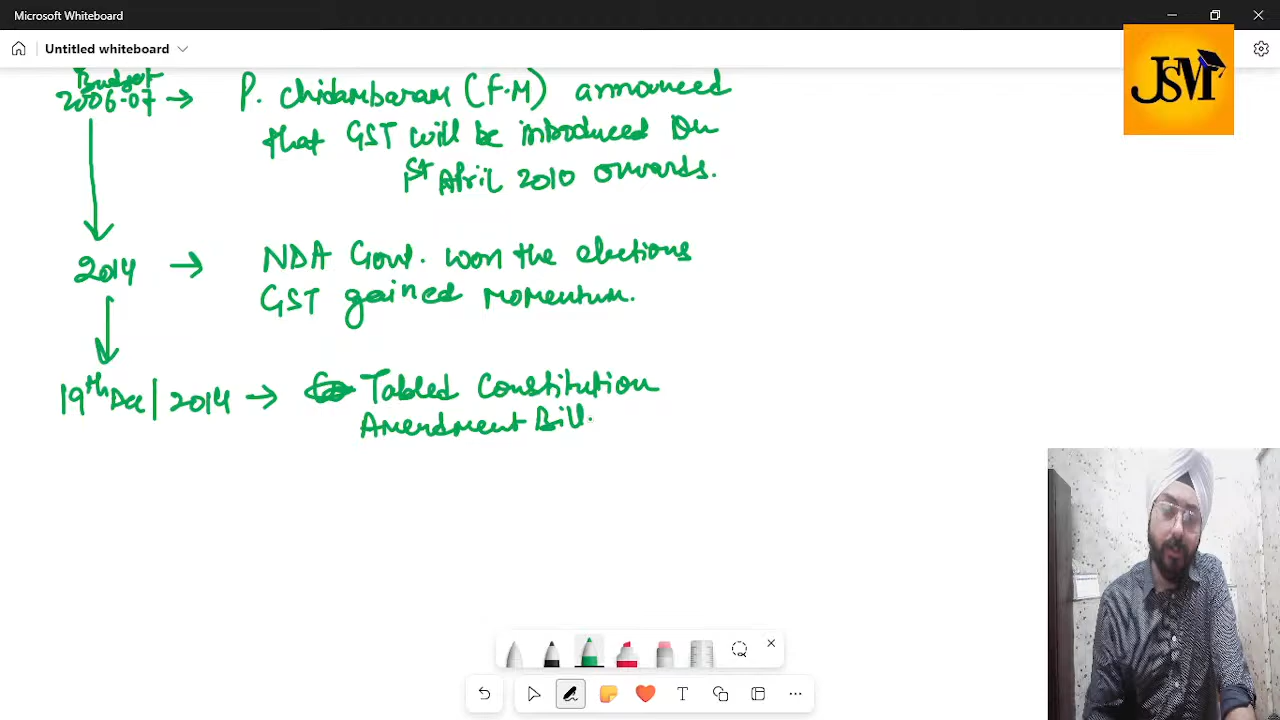 Microsoft Whiteboard
Untitled whiteboard
JSM
Budget
2006-07 → P. Chidambaram (F.M) announced
that GST will be introduced on
1st April 2010 onwards.
2014 → NDA Govt. won the elections
GST gained momentum.
19th Dec | 2014 → Tabled Constitution
Amendment Bill.